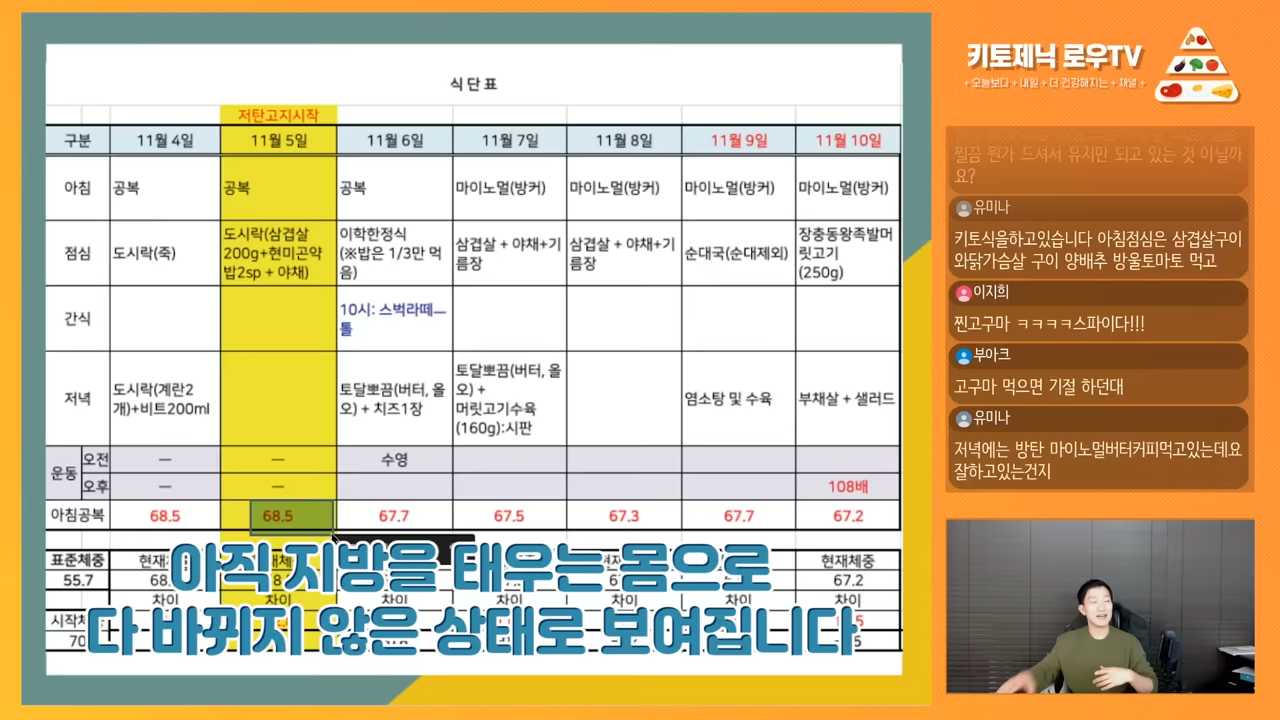 식 단 표
저탄고지시작
구분 11월 4일 11월 5일 11월 6일 11월 7일 11월 8일 11월 9일 11월 10일
아침 공복 공복 공복 마이노멀(방커) 마이노멀(방커) 마이노멀(방커) 마이노멀(방커)
점심 도시락(죽) 도시락(삼겹살 200g+현미곤약밥2sp + 야채) 이학한정식 (※밥은 1/3만 먹음) 삼겹살 + 야채+기름장 삼겹살 + 야채+기름장 순대국(순대제외) 장충동왕족발머릿고기 (250g)
간식 10시: 스벅라떼—톨
저녁 도시락(계란2개)+비트200ml 토달뽀끔(버터, 올오) + 치즈1장 토달뽀끔(버터, 올오) + 머릿고기수육 (160g):시판 염소탕 및 수육 부채살 + 샐러드
운동 오전 — — 수영
오후 — — 108배
아침공복 68.5 68.5 67.7 67.5 67.3 67.7 67.2
표준체중 현재체중
55.7 67.2
차이 차이 차이
70
아직 지방을 태우는 몸으로
다 바뀌지 않은 상태로 보여집니다
키토제닉 로우TV
+ 오늘보다 + 내일 + 더 건강해지는 + 채널 +
찔끔 뭔가 드셔서 유지만 되고 있는 것 아닐까
요?
유미나
키토식을하고있습니다 아침점심은 삼겹살구이
와닭가슴살 구이 양배추 방울토마토 먹고
이지희
찐고구마 ㅋㅋㅋㅋ스파이다!!!
부아크
고구마 먹으면 기절 하던대
유미나
저녁에는 방탄 마이노멀버터커피먹고있는데요
잘하고있는건지